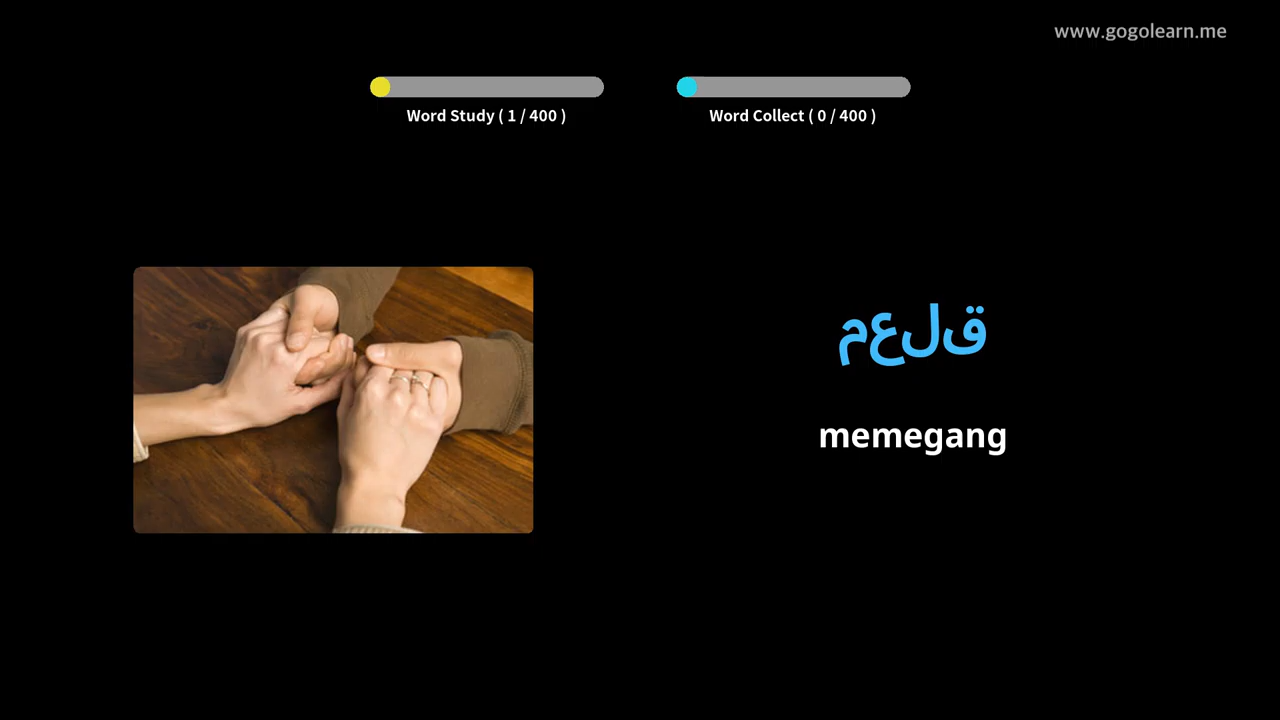 www.gogolearn.me
Word Study ( 1 / 400 )
Word Collect ( 0 / 400 )
معلق
memegang